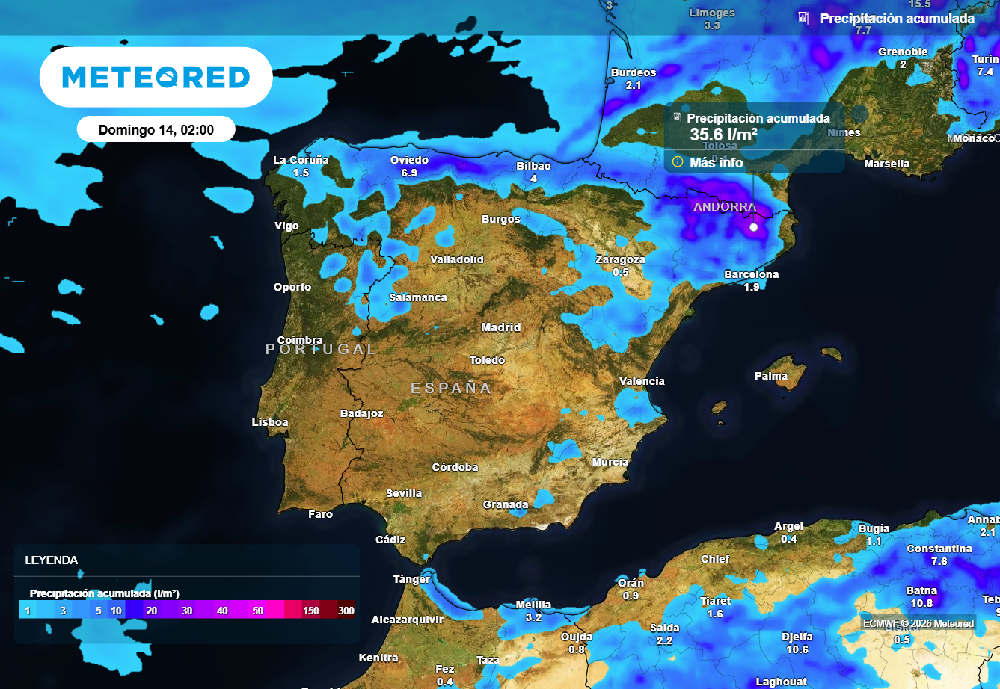 3
Limoges
3.3
15.5
Precipitación acumulada
7.7
METEORED
Domingo 14, 02:00
Burdeos
2.1
Grenoble
2
Turin
7.4
Precipitación acumulada
35.6 l/m²
Tolosa
Más info
Nimes
Mónaco
Marsella
La Coruña
1.5
Oviedo
6.9
Bilbao
4
ANDORRA
Vigo
Burgos
Valladolid
Zaragoza
0.5
Barcelona
1.9
Oporto
Salamanca
Madrid
Coímbra
PORTUGAL
Toledo
ESPAÑA
Valencia
Palma
Badajoz
Lisboa
Córdoba
Murcia
Sevilla
Granada
Faro
Cádiz
Argel
0.4
Bugía
1.1
Annab
2.1
Constantina
7.6
Chlef
Tánger
Orán
0.9
Batna
10.8
Teb
9
Tiaret
1.6
Melilla
3.2
Alcazarquivir
Saida
2.2
Oujda
0.8
Djelfa
10.6
ECMWF © 2026 Meteored
Biskra
0.5
Kenitra
Taza
Fez
0.4
Laghouat
LEYENDA
Precipitación acumulada (l/m²)
1 3 5 10 20 30 40 50 150 300